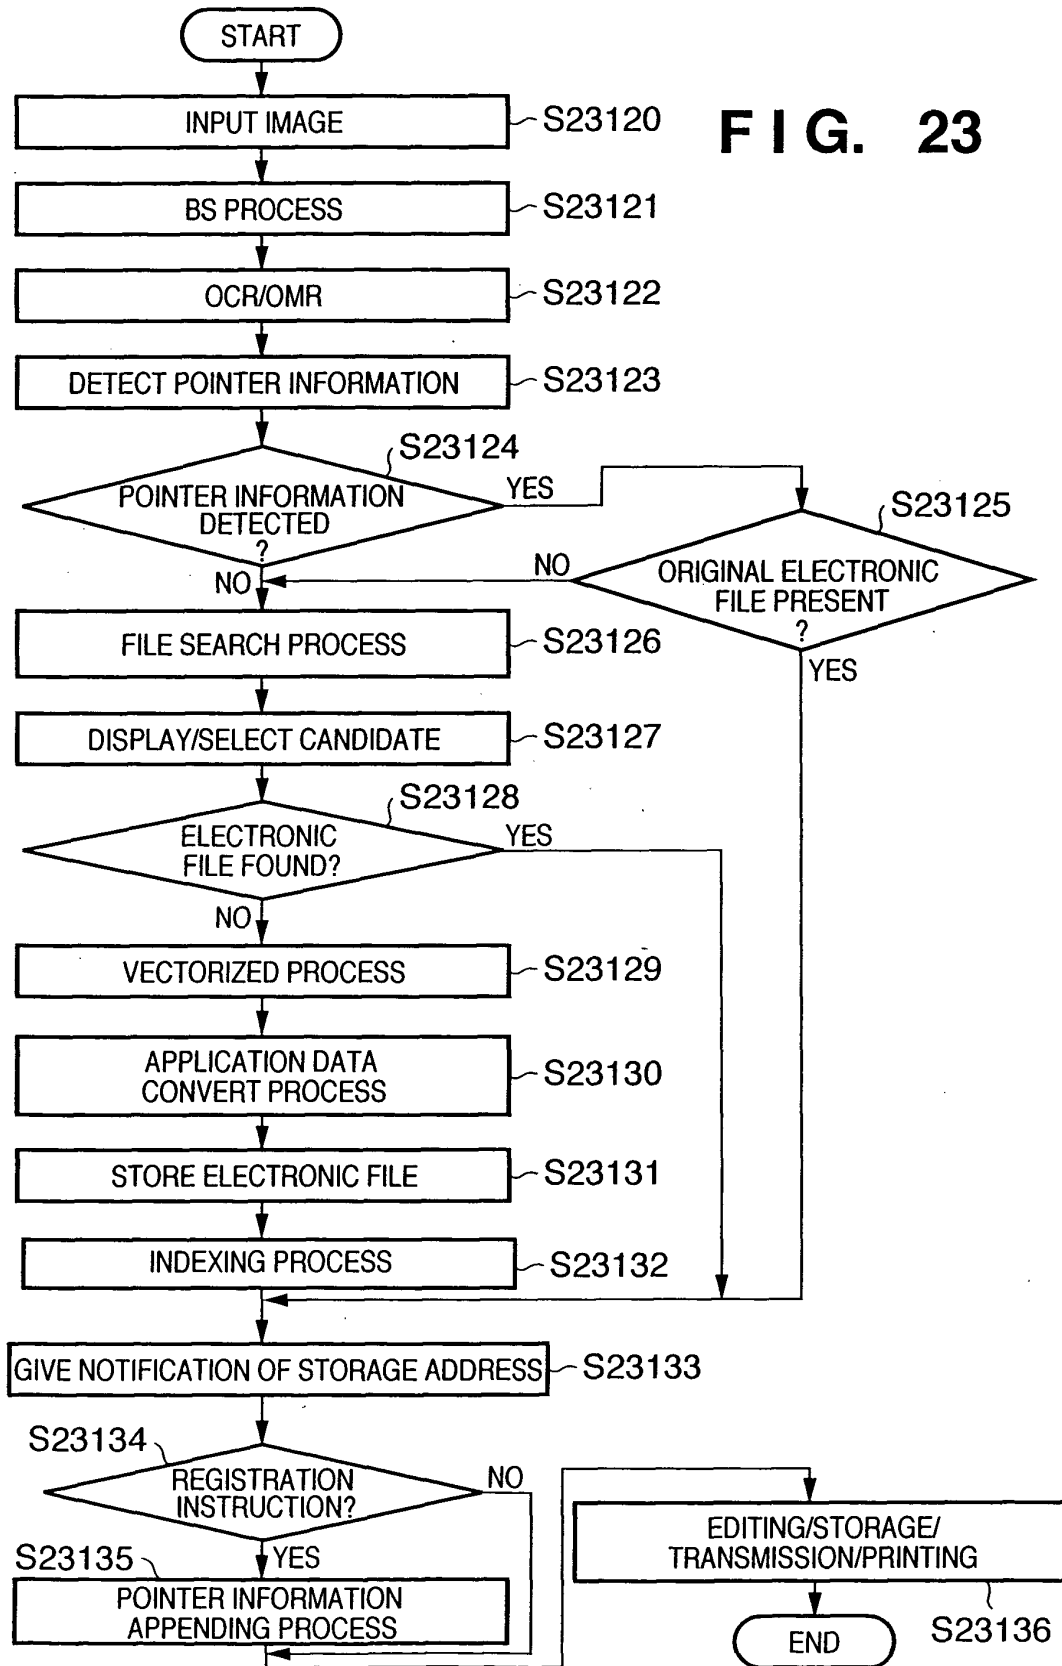 START
INPUT IMAGE
S23120
FIG. 23
BS PROCESS
S23121
OCR/OMR
S23122
DETECT POINTER INFORMATION
S23123
S23124
POINTER INFORMATION
DETECTED
?
YES
NO
S23125
ORIGINAL ELECTRONIC
FILE PRESENT
?
NO
YES
FILE SEARCH PROCESS
S23126
DISPLAY/SELECT CANDIDATE
S23127
S23128
ELECTRONIC
FILE FOUND?
YES
NO
VECTORIZED PROCESS
S23129
APPLICATION DATA
CONVERT PROCESS
S23130
STORE ELECTRONIC FILE
S23131
INDEXING PROCESS
S23132
GIVE NOTIFICATION OF STORAGE ADDRESS
S23133
S23134
REGISTRATION
INSTRUCTION?
NO
YES
S23135
POINTER INFORMATION
APPENDING PROCESS
EDITING/STORAGE/
TRANSMISSION/PRINTING
S23136
END